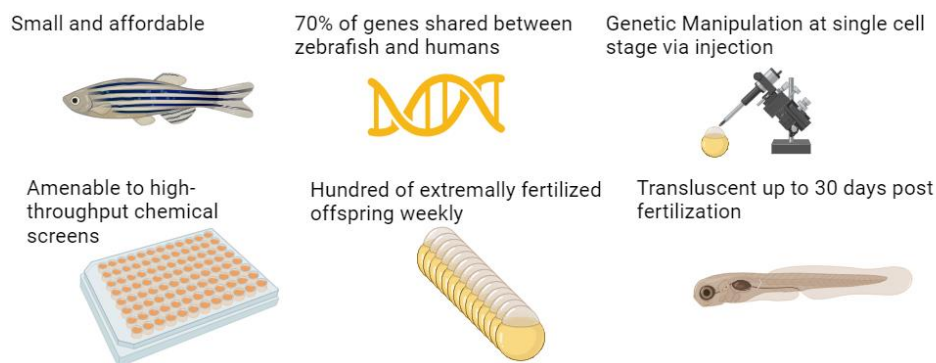 Small and affordable
70% of genes shared between
zebrafish and humans
Genetic Manipulation at single cell
stage via injection
Amenable to high-
throughput chemical
screens
Hundred of extremally fertilized
offspring weekly
Transluscent up to 30 days post
fertilization